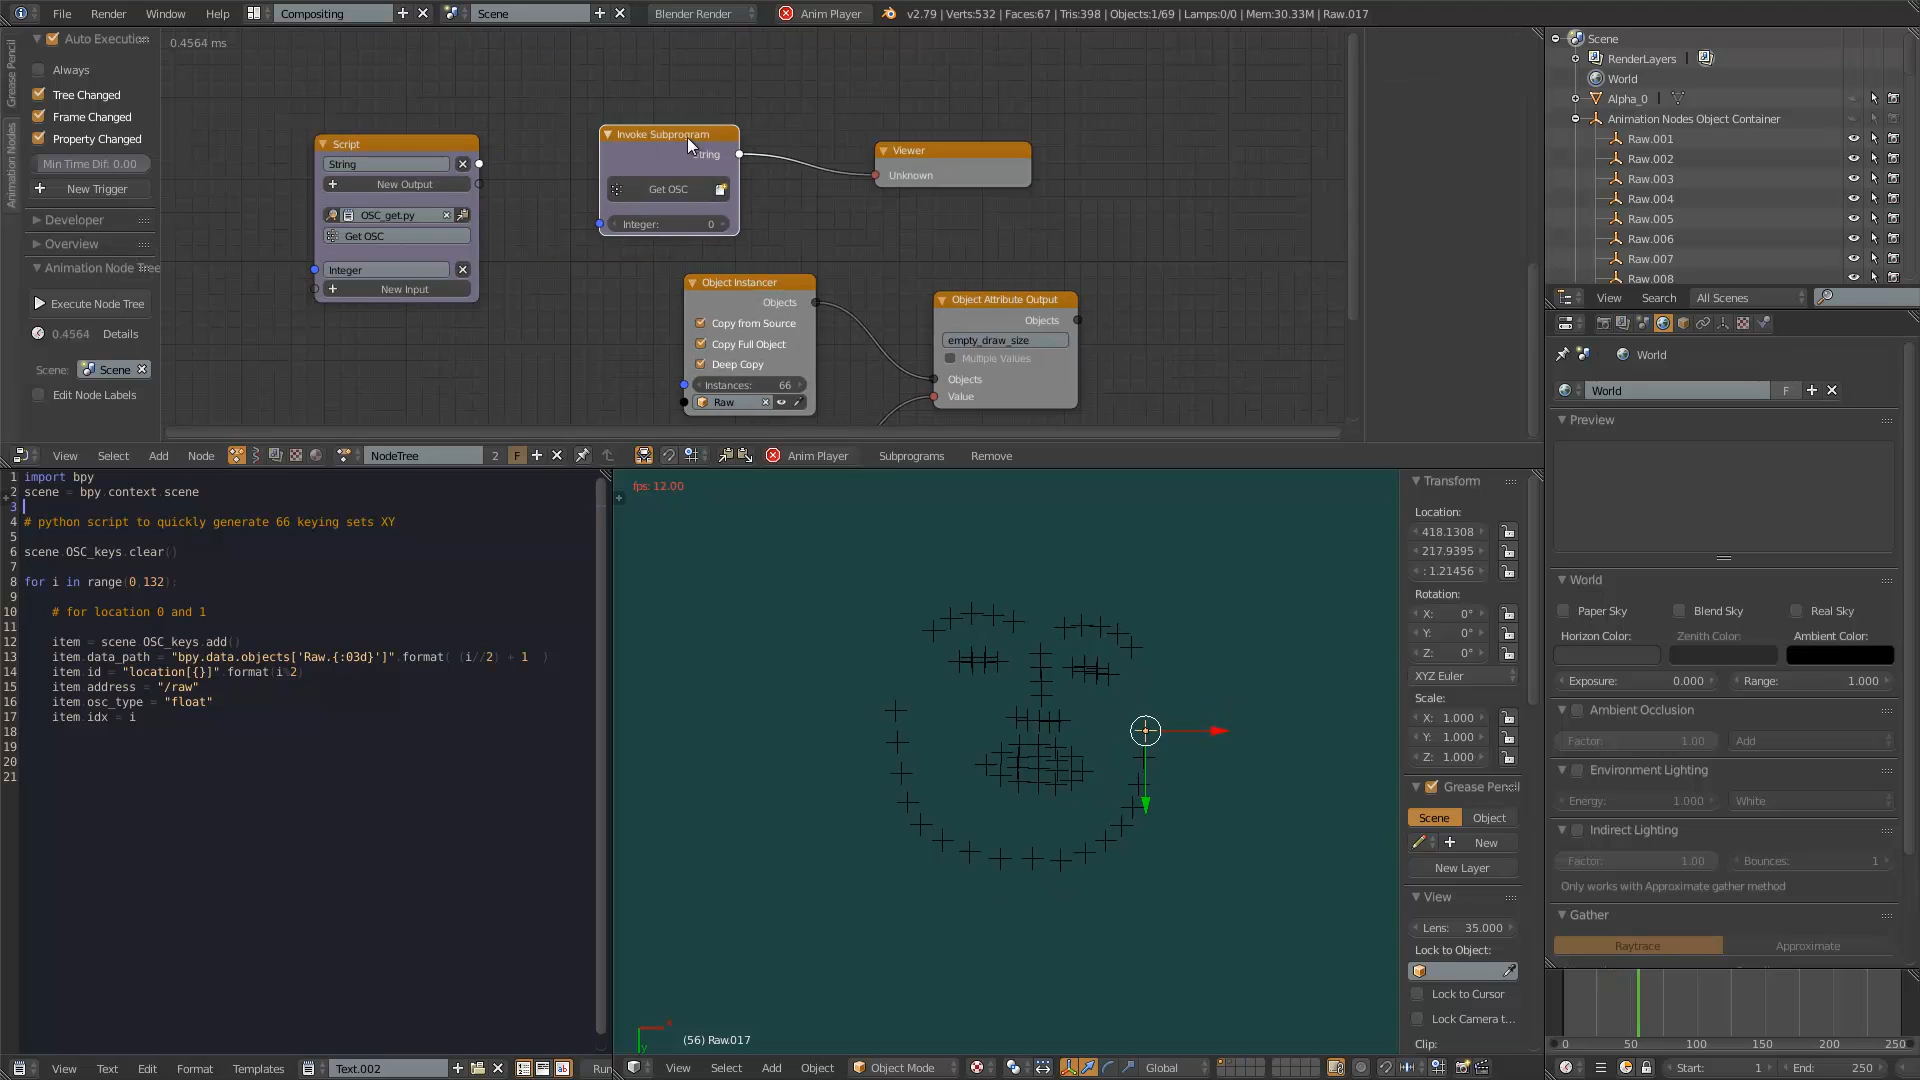 File Render Window Help Compositing Scene Blender Render Anim Player v2.79 | Verts:532 | Faces:67 | Tris:398 | Objects:1/69 | Lamps:0/0 | Mem:30.33M | Raw.017
Grease Pencil
Animation Nodes
Auto Execution
Always
Tree Changed
Frame Changed
Property Changed
Min Time Dif: 0.00
New Trigger
Developer
Overview
Animation Node Tree
Execute Node Tree
0.4564 Details
Scene: Scene
Edit Node Labels
0.4564 ms
Script
String
New Output
OSC_get.py
Get OSC
Integer
New Input
Invoke Subprogram
String
Get OSC
Integer: 0
Viewer
Unknown
Object Instancer
Objects
Copy from Source
Copy Full Object
Deep Copy
Instances: 66
Raw
Object Attribute Output
Objects
empty_draw_size
Multiple Values
Objects
Value
View Select Add Node NodeTree 2 F Anim Player Subprograms Remove
1 import bpy
2 scene = bpy.context.scene
3
4 # python script to quickly generate 66 keying sets XY
5
6 scene.OSC_keys.clear()
7
8 for i in range(0,132):
9
10 # for location 0 and 1
11
12 item = scene.OSC_keys.add()
13 item.data_path = "bpy.data.objects['Raw.{:03d}']".format( (i//2) + 1 )
14 item.id = "location[{}]".format(i%2)
15 item.address = "/raw"
16 item.osc_type = "float"
17 item.idx = i
18
19
20
21
View Text Edit Format Templates Text.002 Run
fps: 12.00
x
y
(56) Raw.017
View Select Add Object Object Mode Global
Transform
Location:
418.1308
217.9395
: 1.21456
Rotation:
X: 0°
Y: 0°
Z: 0°
XYZ Euler
Scale:
X: 1.000
Y: 1.000
Z: 1.000
Grease Pencil
Scene Object
New
New Layer
View
Lens: 35.000
Lock to Object:
Lock to Cursor
Lock Camera t...
Clip:
Scene
RenderLayers |
World
Alpha_0 |
Animation Nodes Object Container
Raw.001
Raw.002
Raw.003
Raw.004
Raw.005
Raw.006
Raw.007
Raw.008
View Search All Scenes
World
World F
Preview
World
Paper Sky Blend Sky Real Sky
Horizon Color: Zenith Color: Ambient Color:
Exposure: 0.000 Range: 1.000
Ambient Occlusion
Factor: 1.00 Add
Environment Lighting
Energy: 1.000 White
Indirect Lighting
Factor: 1.00 Bounces: 1
Only works with Approximate gather method
Gather
Raytrace Approximate
0 50 100 150 200 250
Start: 1 End: 250